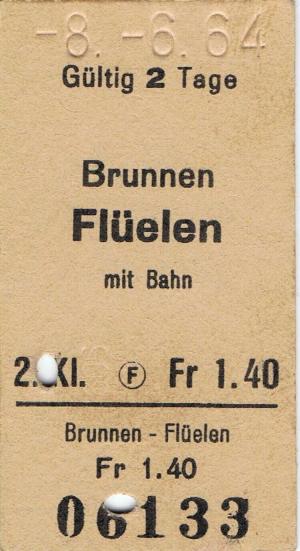 -8.-6.64
Gültig 2 Tage
Brunnen
Flüelen
mit Bahn
2. Kl. Ⓕ Fr 1.40
Brunnen - Flüelen
Fr 1.40
06133